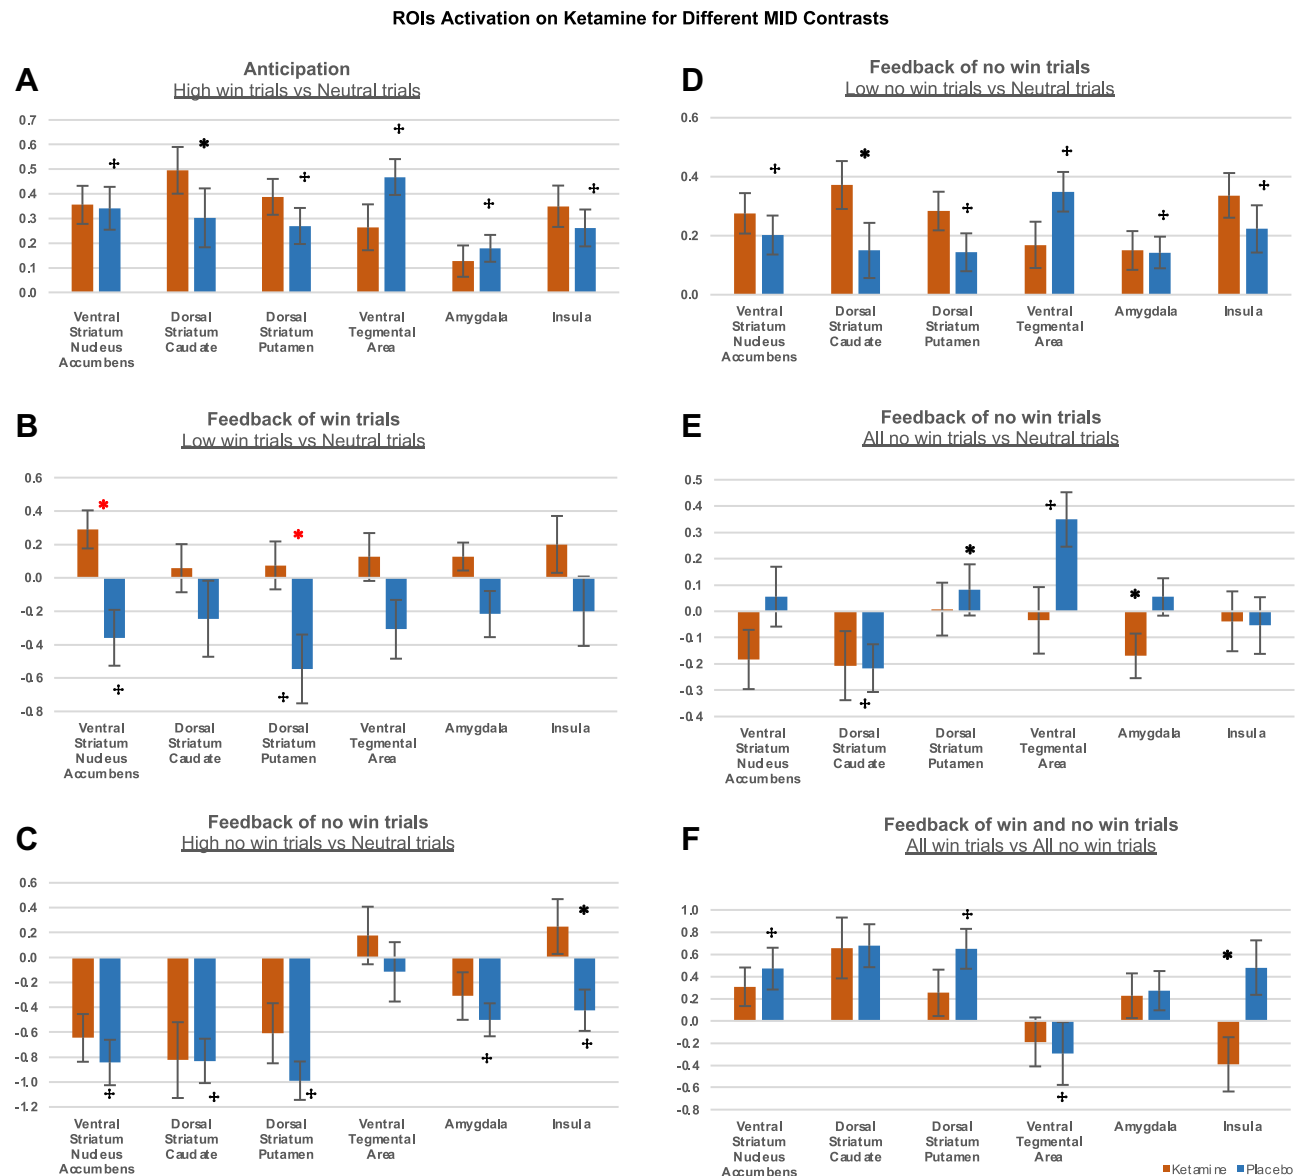 ROIs Activation on Ketamine for Different MID Contrasts
A
Anticipation
High win trials vs Neutral trials
0.7
0.6
0.5
0.4
0.3
0.2
0.1
0.0
Ventral Striatum Nucleus Accumbens
Dorsal Striatum Caudate
Dorsal Striatum Putamen
Ventral Tegmental Area
Amygdala
Insula
B
Feedback of win trials
Low win trials vs Neutral trials
0.6
0.4
0.2
0.0
-0.2
-0.4
-0.6
-0.8
Ventral Striatum Nucleus Accumbens
Dorsal Striatum Caudate
Dorsal Striatum Putamen
Ventral Tegmental Area
Amygdala
Insula
C
Feedback of no win trials
High no win trials vs Neutral trials
0.6
0.4
0.2
0.0
-0.2
-0.4
-0.6
-0.8
-1.0
-1.2
Ventral Striatum Nucleus Accumbens
Dorsal Striatum Caudate
Dorsal Striatum Putamen
Ventral Tegmental Area
Amygdala
Insula
D
Feedback of no win trials
Low no win trials vs Neutral trials
0.6
0.4
0.2
0.0
Ventral Striatum Nucleus Accumbens
Dorsal Striatum Caudate
Dorsal Striatum Putamen
Ventral Tegmental Area
Amygdala
Insula
E
Feedback of no win trials
All no win trials vs Neutral trials
0.5
0.4
0.3
0.2
0.1
0.0
-0.1
-0.2
-0.3
-0.4
Ventral Striatum Nucleus Accumbens
Dorsal Striatum Caudate
Dorsal Striatum Putamen
Ventral Tegmental Area
Amygdala
Insula
F
Feedback of win and no win trials
All win trials vs All no win trials
1.0
0.8
0.6
0.4
0.2
0.0
-0.2
-0.4
-0.6
-0.8
Ventral Striatum Nucleus Accumbens
Dorsal Striatum Caudate
Dorsal Striatum Putamen
Ventral Tegmental Area
Amygdala
Insula
Ketamine
Placebo